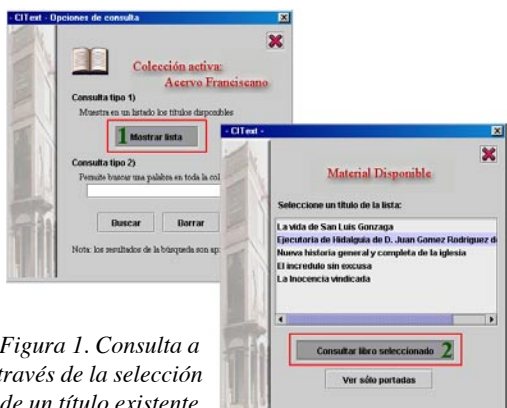 - CIText - Opciones de consulta
Colección activa:
Acervo Franciscano
Consulta tipo 1)
Muestra en un listado los títulos disponibles
1 Mostrar lista
Consulta tipo 2)
Permite buscar una palabra en toda la col
Buscar Borrar
Nota: los resultados de la búsqueda son ap
- CIText -
Material Disponible
Seleccione un título de la lista:
La vida de San Luis Gonzaga
Ejecutoria de Hidalguia de D. Juan Gomez Rodriguez d
Nueva historia general y completa de la iglesia
El incredulo sin excusa
La Inocencia vindicada
Consultar libro seleccionado 2
Ver sólo portadas
Figura 1. Consulta a
través de la selección
de un título existente